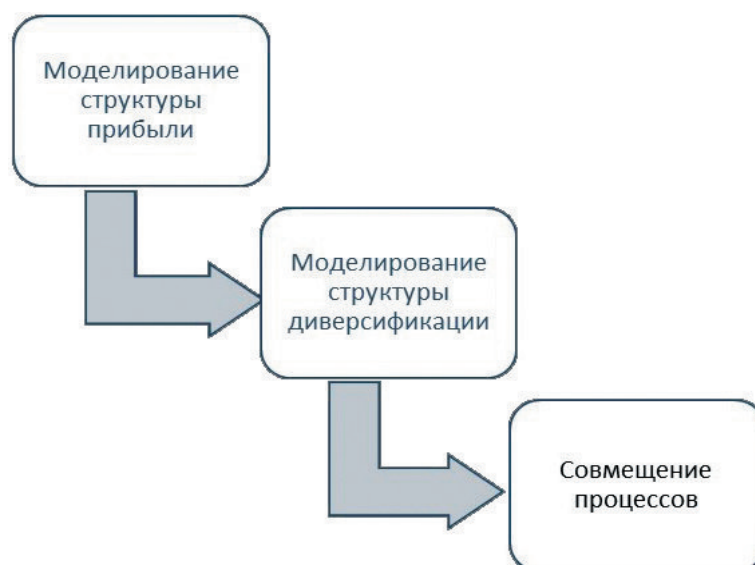 Моделирование
структуры
прибыли
Моделирование
структуры
диверсификации
Совмещение
процессов